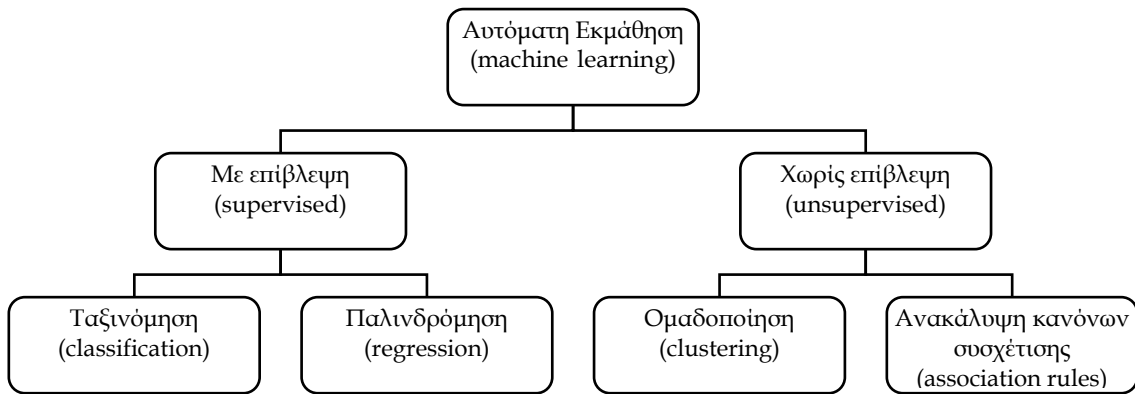 Αυτόματη Εκμάθηση
(machine learning)
Με επίβλεψη
(supervised)
Χωρίς επίβλεψη
(unsupervised)
Ταξινόμηση
(classification)
Παλινδρόμηση
(regression)
Ομαδοποίηση
(clustering)
Ανακάλυψη κανόνων
συσχέτισης
(association rules)